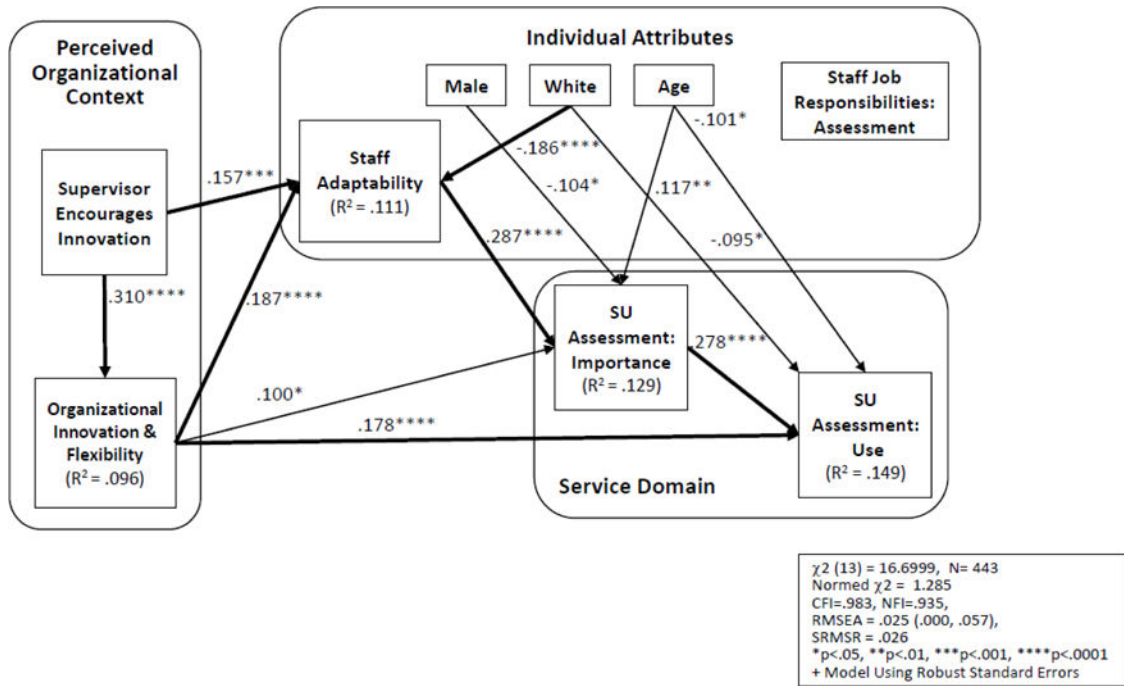 Perceived
Organizational
Context
Individual Attributes
Male
White
Age
Staff Job
Responsibilities:
Assessment
-.101*
Staff
Adaptability
(R² = .111)
-.186****
-.104*
.117**
.157***
Supervisor
Encourages
Innovation
.287****
-.095*
.310****
.187****
SU
Assessment:
Importance
(R² = .129)
278****
Organizational
Innovation &
Flexibility
(R² = .096)
.100*
.178****
SU
Assessment:
Use
(R² = .149)
Service Domain
χ2 (13) = 16.6999, N= 443
Normed χ2 = 1.285
CFI=.983, NFI=.935,
RMSEA = .025 (.000, .057),
SRMSR = .026
*p<.05, **p<.01, ***p<.001, ****p<.0001
+ Model Using Robust Standard Errors